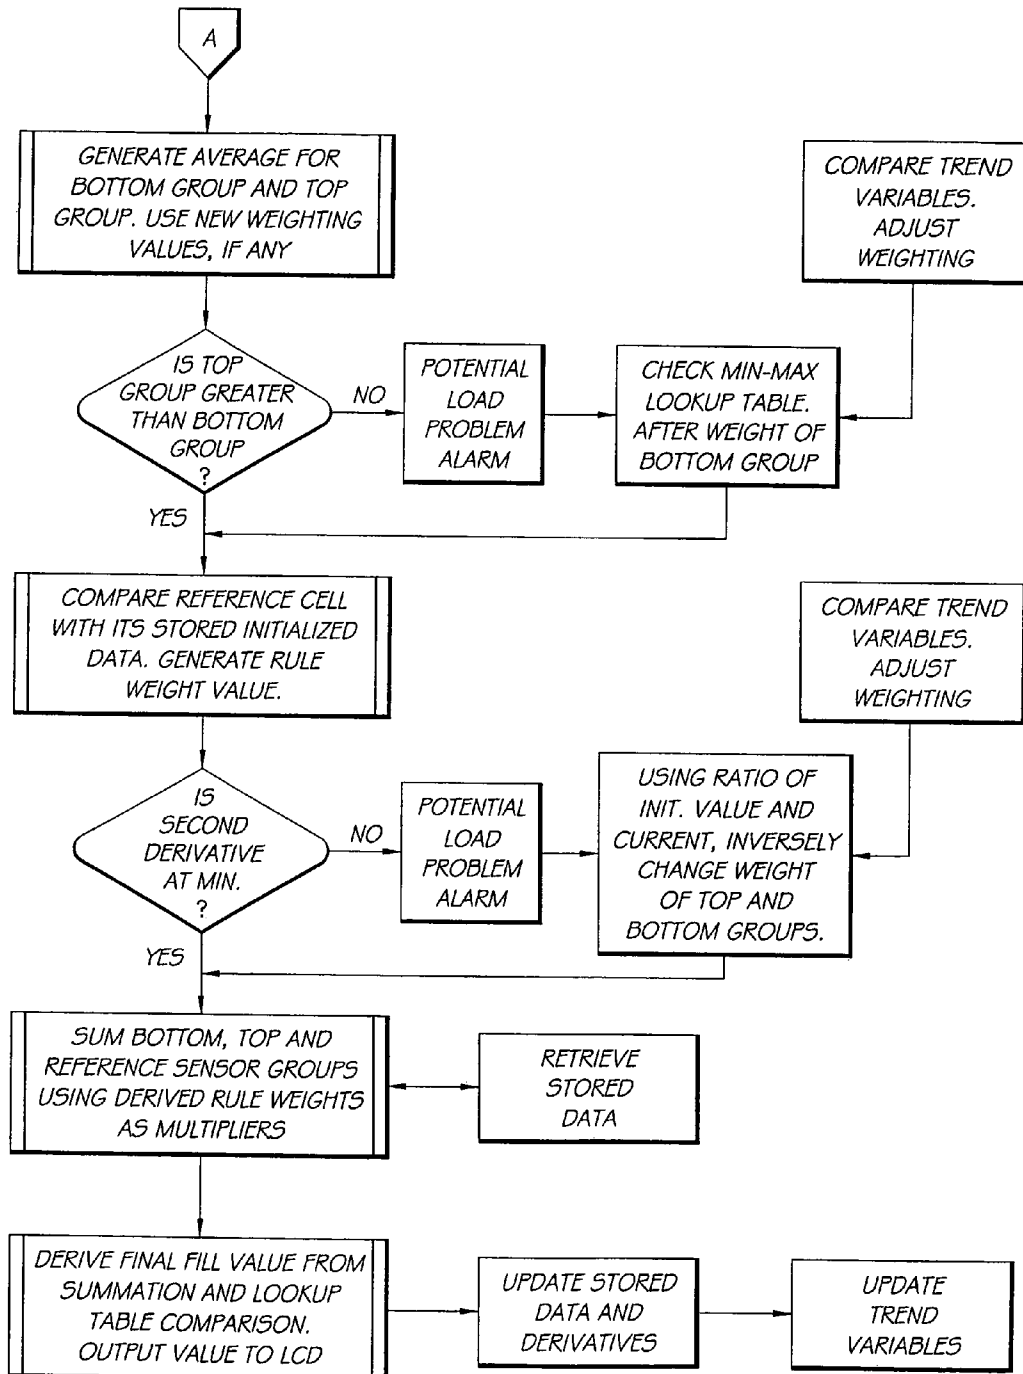 A
GENERATE AVERAGE FOR
BOTTOM GROUP AND TOP
GROUP. USE NEW WEIGHTING
VALUES, IF ANY
COMPARE TREND
VARIABLES.
ADJUST
WEIGHTING
IS TOP
GROUP GREATER
THAN BOTTOM
GROUP
?
NO
POTENTIAL
LOAD
PROBLEM
ALARM
CHECK MIN-MAX
LOOKUP TABLE.
AFTER WEIGHT OF
BOTTOM GROUP
YES
COMPARE REFERENCE CELL
WITH ITS STORED INITIALIZED
DATA. GENERATE RULE
WEIGHT VALUE.
COMPARE TREND
VARIABLES.
ADJUST
WEIGHTING
IS
SECOND
DERIVATIVE
AT MIN.
?
NO
POTENTIAL
LOAD
PROBLEM
ALARM
USING RATIO OF
INIT. VALUE AND
CURRENT, INVERSELY
CHANGE WEIGHT
OF TOP AND
BOTTOM GROUPS.
YES
SUM BOTTOM, TOP AND
REFERENCE SENSOR GROUPS
USING DERIVED RULE WEIGHTS
AS MULTIPLIERS
RETRIEVE
STORED
DATA
DERIVE FINAL FILL VALUE FROM
SUMMATION AND LOOKUP
TABLE COMPARISON.
OUTPUT VALUE TO LCD
UPDATE STORED
DATA AND
DERIVATIVES
UPDATE
TREND
VARIABLES